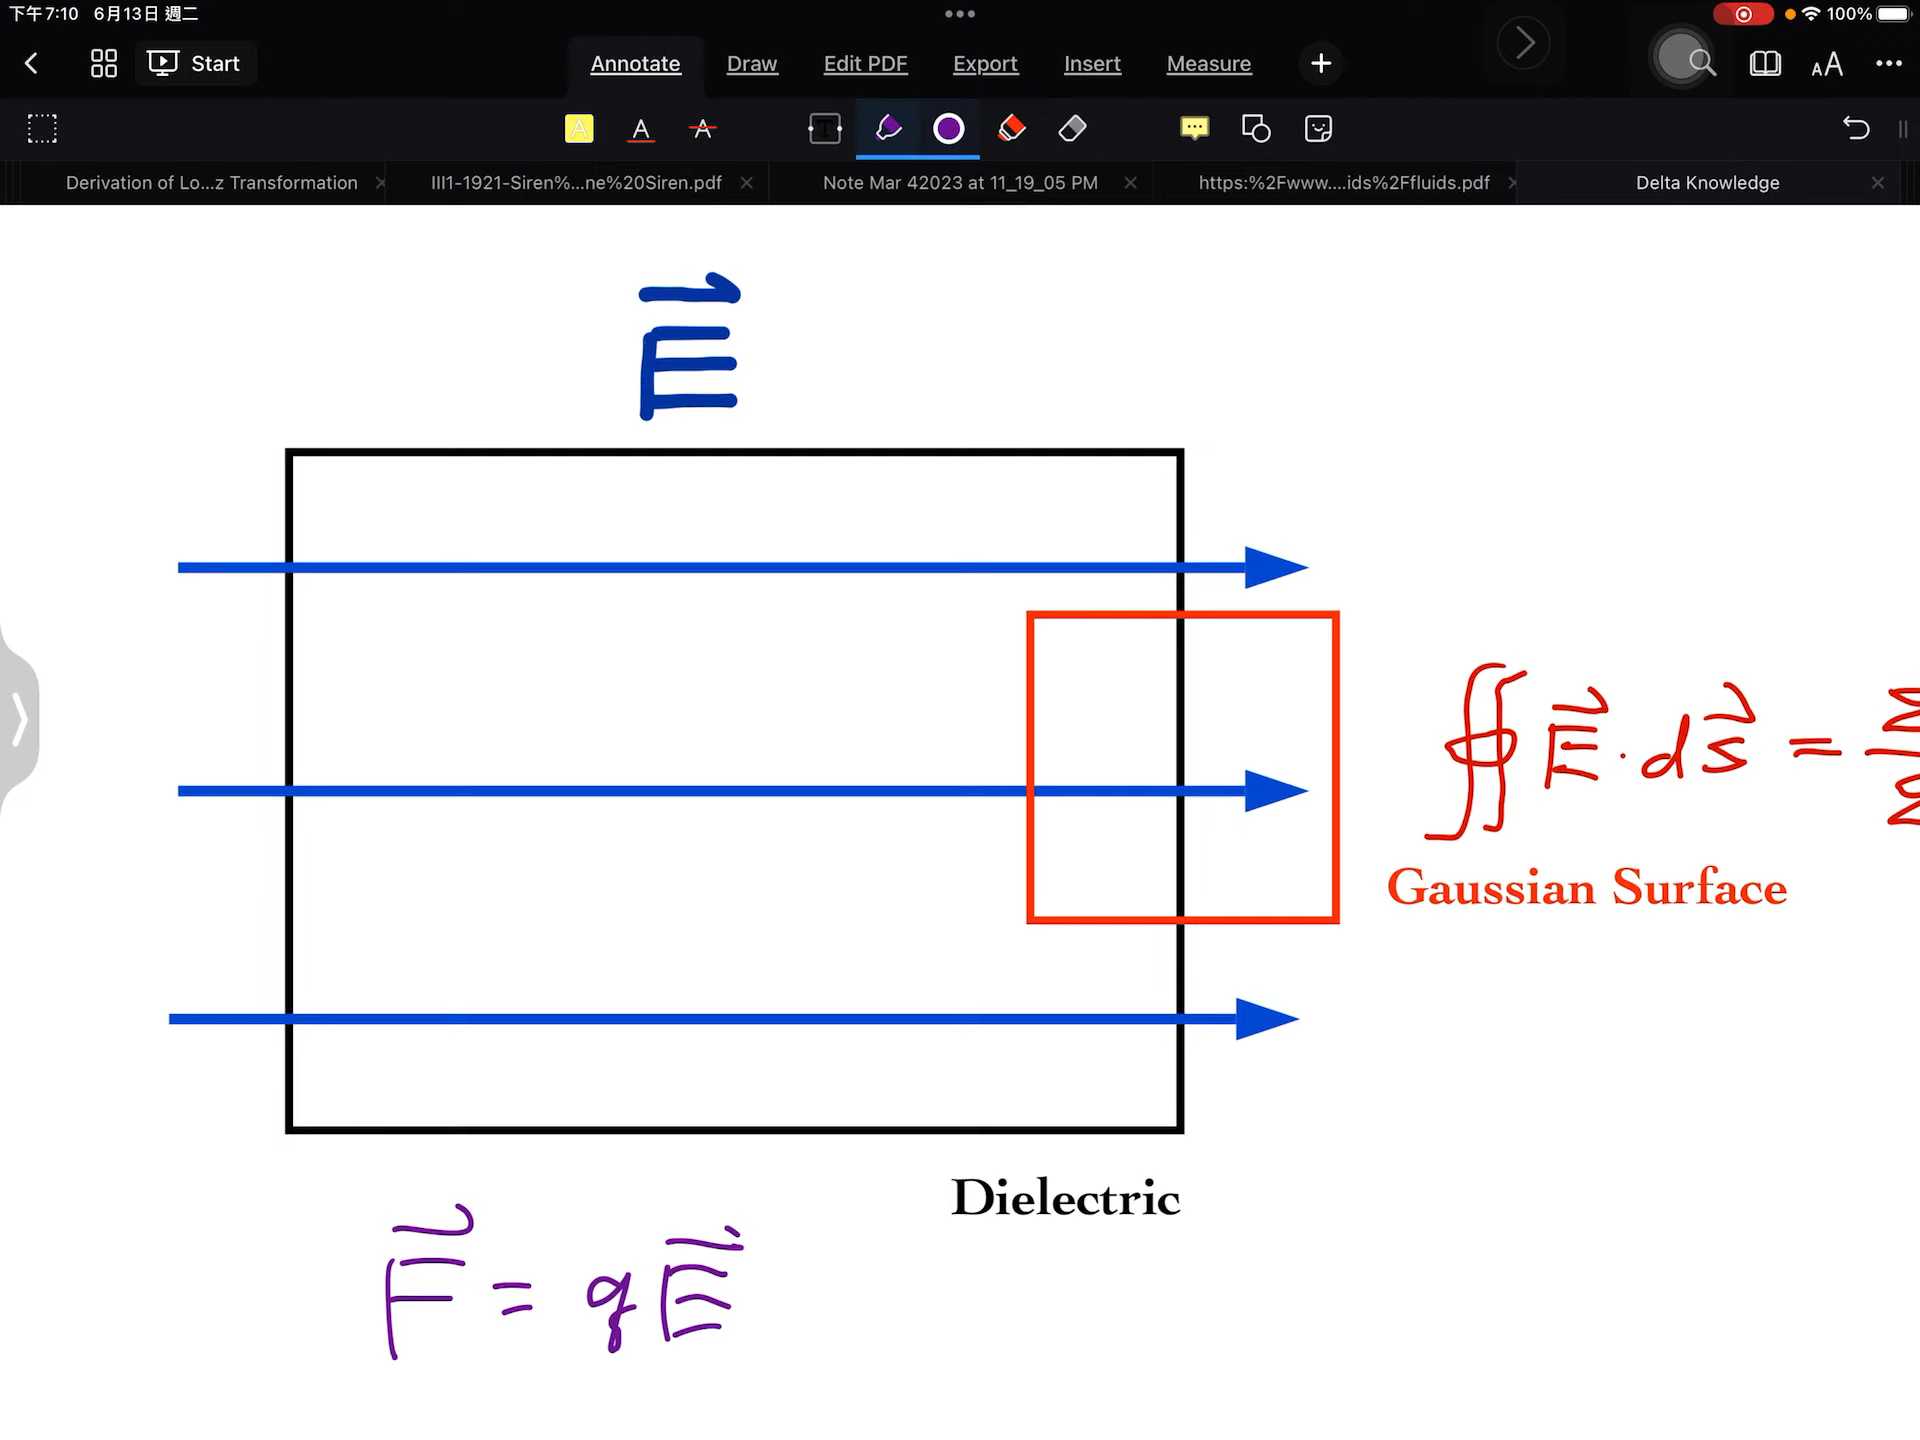 下午7:10 6月13日 週二
100%
Start
Annotate Draw Edit PDF Export Insert Measure
AA
A A A T
Derivation of Lo...z Transformation
III1-1921-Siren%...ne%20Siren.pdf
Note Mar 42023 at 11_19_05 PM
https:%2Fwww....ids%2Ffluids.pdf
Delta Knowledge
E⃗
∯ E⃗ · ds⃗ =
Gaussian Surface
Dielectric
F⃗ = qE⃗